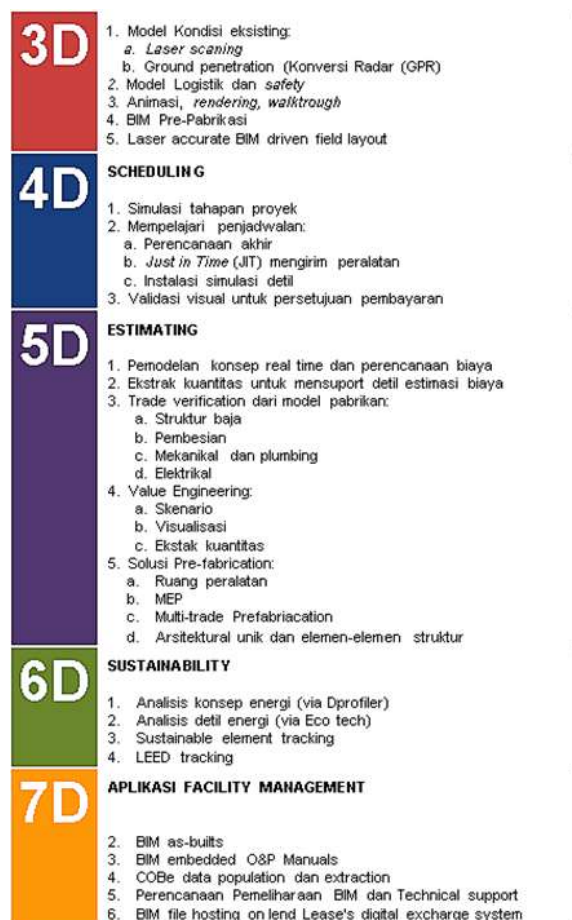 3D
1. Model Kondisi eksisting:
a. Laser scaning
b. Ground penetration (Konversi Radar (GPR)
2. Model Logistik dan safety
3. Animasi, rendering, walktrough
4. BIM Pre-Pabrikasi
5. Laser accurate BIM driven field layout
4D
SCHEDULING
1. Simulasi tahapan proyek
2. Mempelajari penjadwalan:
a. Perencanaan akhir
b. Just in Time (JIT) mengirim peralatan
c. Instalasi simulasi detil
3. Validasi visual untuk persetujuan pembayaran
5D
ESTIMATING
1. Pemodelan konsep real time dan perencanaan biaya
2. Ekstrak kuantitas untuk mensuport detil estimasi biaya
3. Trade verification dari model pabrikan:
a. Struktur baja
b. Pembesian
c. Mekanikal dan plumbing
d. Elektrikal
4. Value Engineering:
a. Skenario
b. Visualisasi
c. Ekstak kuantitas
5. Solusi Pre-fabrication:
a. Ruang peralatan
b. MEP
c. Multi-trade Prefabriacation
d. Arsitektural unik dan elemen-elemen struktur
6D
SUSTAINABILITY
1. Analisis konsep energi (via Dprofiler)
2. Analisis detil energi (via Eco tech)
3. Sustainable element tracking
4. LEED tracking
7D
APLIKASI FACILITY MANAGEMENT
2. BIM as-builts
3. BIM embedded O&P Manuals
4. COBe data population dan extraction
5. Perencanaan Pemeliharaan BIM dan Technical support
6. BIM file hosting on lend Lease's digital excharge system